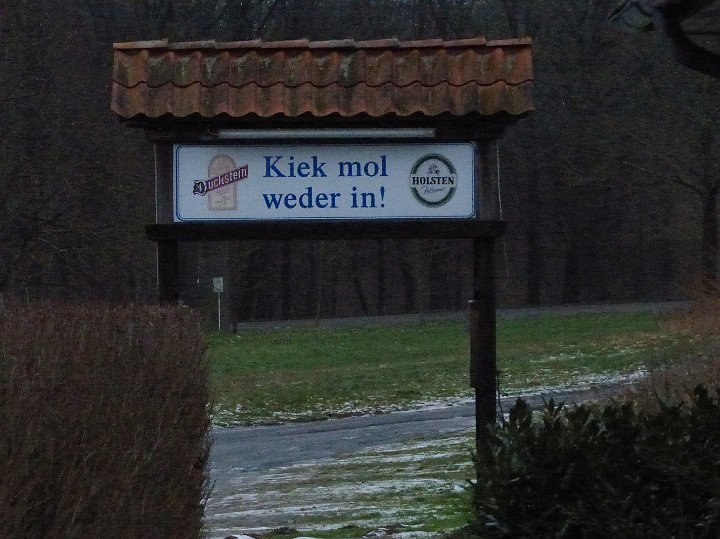 Duckstein
Kiek mol
weder in!
HOLSTEN